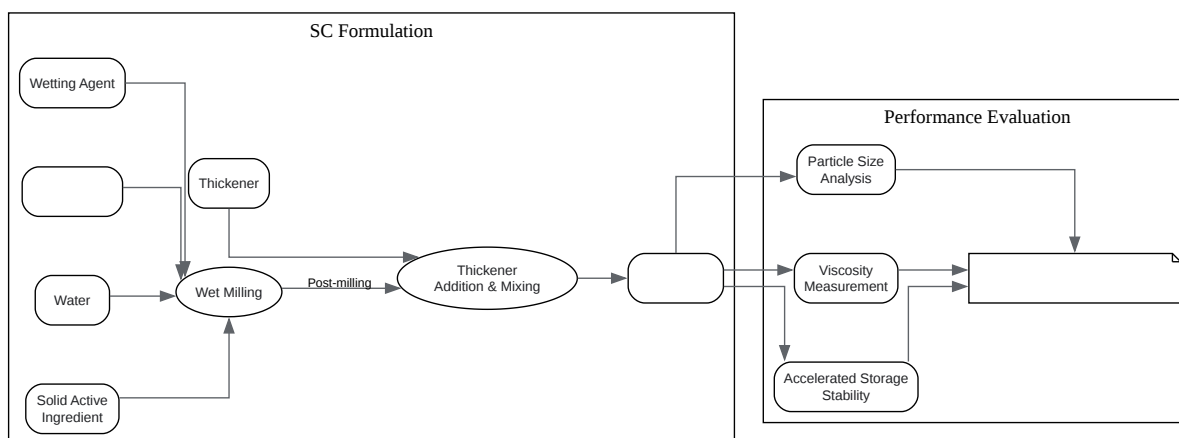 SC Formulation
Wetting Agent
Thickener
Water
Wet Milling
Post-milling
Solid Active
Ingredient
Thickener
Addition & Mixing
Performance Evaluation
Particle Size
Analysis
Viscosity
Measurement
Accelerated Storage
Stability